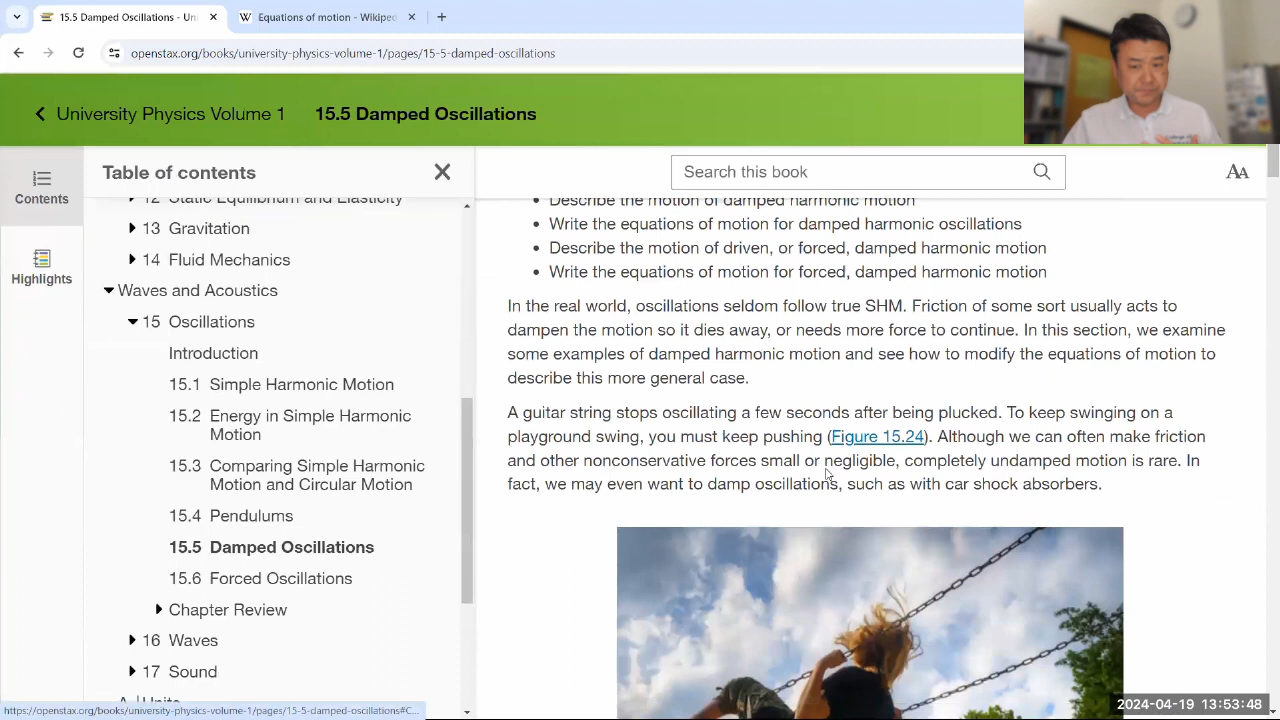 15.5 Damped Oscillations - Un
Equations of motion - Wikiped
openstax.org/books/university-physics-volume-1/pages/15-5-damped-oscillations
University Physics Volume 1
15.5 Damped Oscillations
Contents
Highlights
Table of contents
12 Static Equilibrium and Elasticity
13 Gravitation
14 Fluid Mechanics
Waves and Acoustics
15 Oscillations
Introduction
15.1 Simple Harmonic Motion
15.2 Energy in Simple Harmonic
Motion
15.3 Comparing Simple Harmonic
Motion and Circular Motion
15.4 Pendulums
15.5 Damped Oscillations
15.6 Forced Oscillations
Chapter Review
16 Waves
17 Sound
A | Units
https://openstax.org/books/university-physics-volume-1/pages/15-5-damped-oscillations#C...
Search this book
AA
• Describe the motion of damped harmonic motion
• Write the equations of motion for damped harmonic oscillations
• Describe the motion of driven, or forced, damped harmonic motion
• Write the equations of motion for forced, damped harmonic motion
In the real world, oscillations seldom follow true SHM. Friction of some sort usually acts to
dampen the motion so it dies away, or needs more force to continue. In this section, we examine
some examples of damped harmonic motion and see how to modify the equations of motion to
describe this more general case.
A guitar string stops oscillating a few seconds after being plucked. To keep swinging on a
playground swing, you must keep pushing (Figure 15.24). Although we can often make friction
and other nonconservative forces small or negligible, completely undamped motion is rare. In
fact, we may even want to damp oscillations, such as with car shock absorbers.
2024-04-19 13:53:48